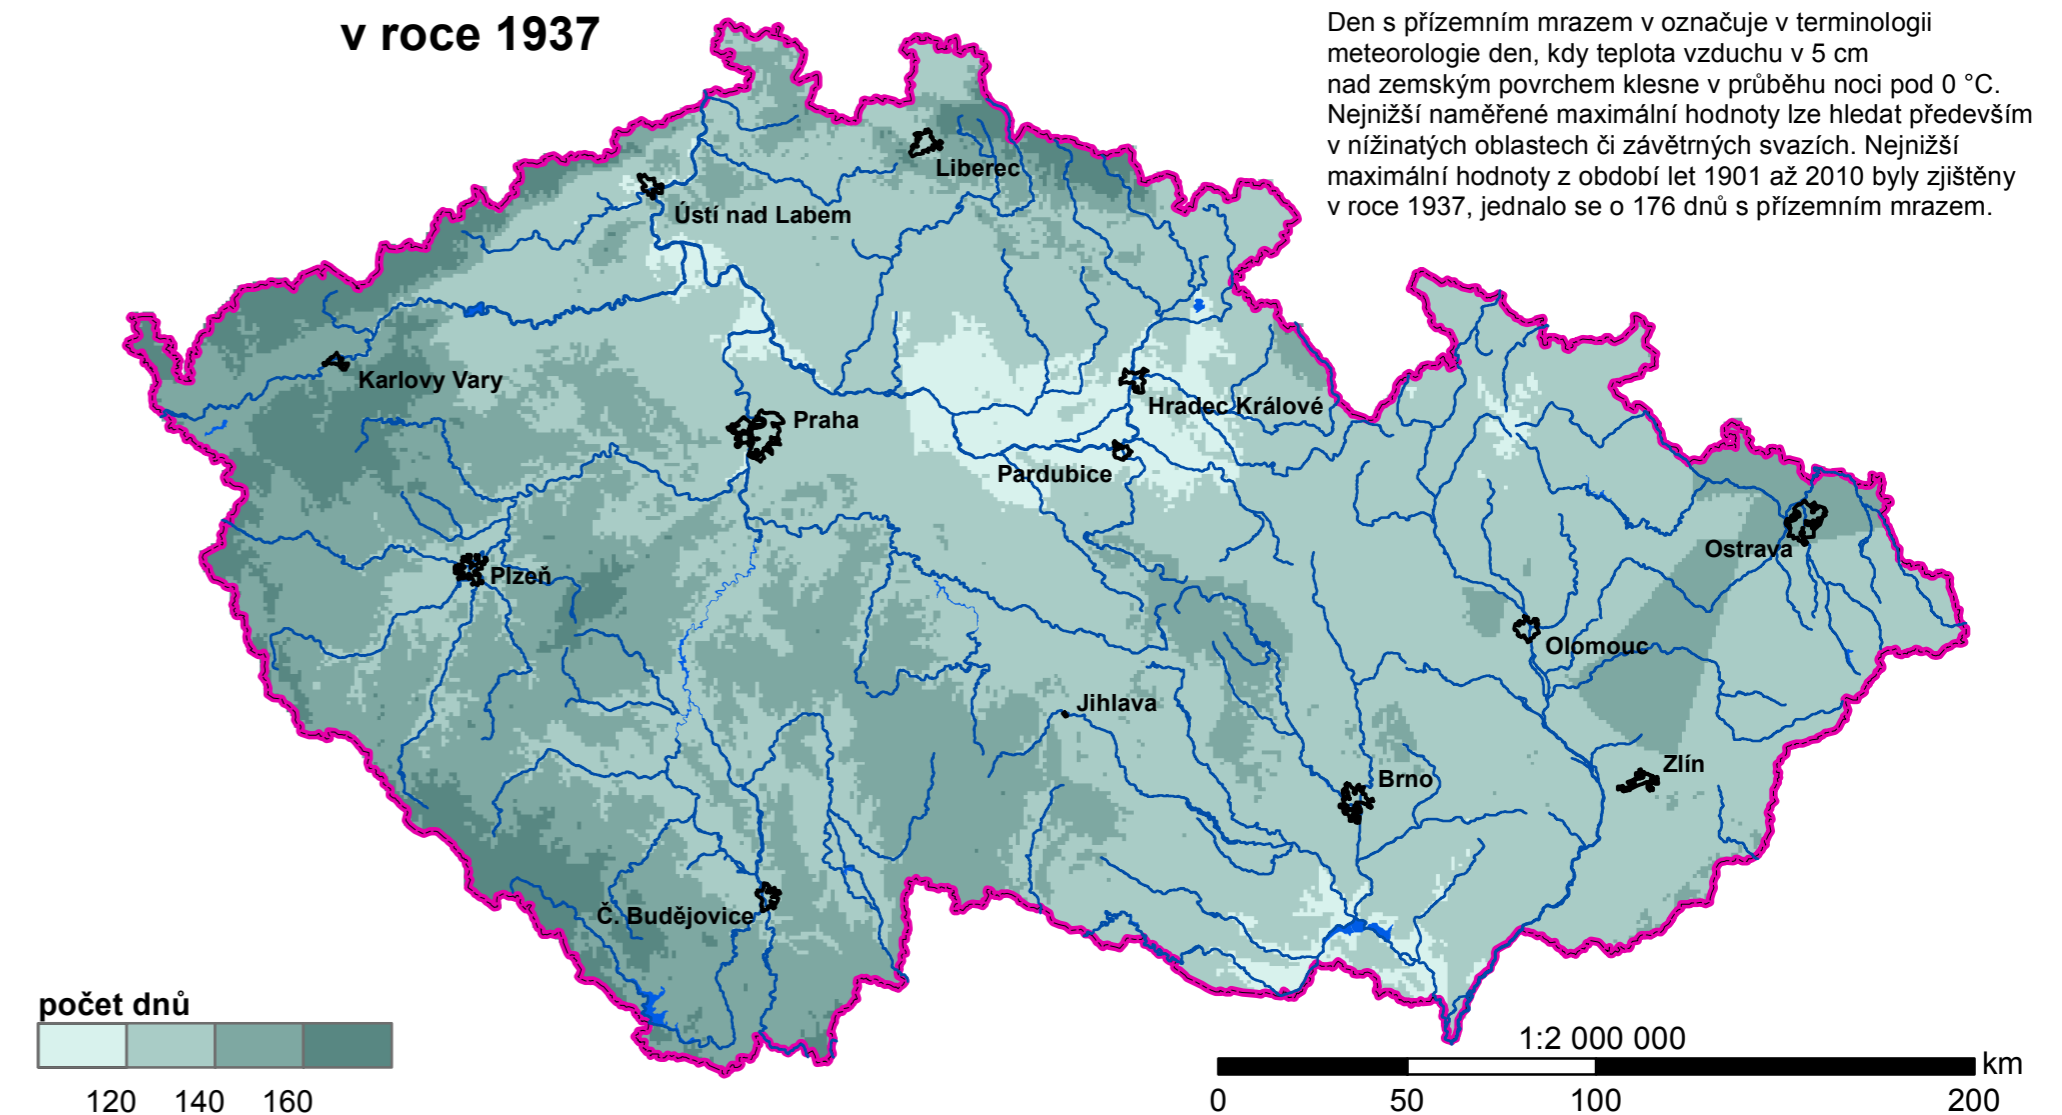 v roce 1937
Den s přízemním mrazem v označuje v terminologii
meteorologie den, kdy teplota vzduchu v 5 cm
nad zemským povrchem klesne v průběhu noci pod 0 °C.
Nejnižší naměřené maximální hodnoty lze hledat především
v nížinatých oblastech či závětrných svazích. Nejnižší
maximální hodnoty z období let 1901 až 2010 byly zjištěny
v roce 1937, jednalo se o 176 dnů s přízemním mrazem.
Liberec
Ústí nad Labem
Karlovy Vary
Hradec Králové
Praha
Pardubice
Ostrava
Plzeň
Olomouc
Jihlava
Zlín
Brno
Č. Budějovice
počet dnů
120 140 160
1:2 000 000
km
0 50 100 200